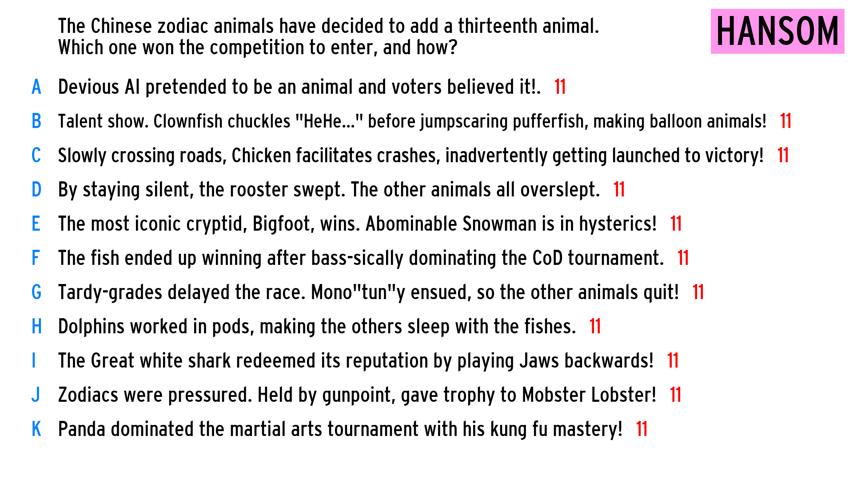 The Chinese zodiac animals have decided to add a thirteenth animal.
Which one won the competition to enter, and how?
HANSOM
A Devious AI pretended to be an animal and voters believed it!. 11
B Talent show. Clownfish chuckles "HeHe..." before jumpscaring pufferfish, making balloon animals! 11
C Slowly crossing roads, Chicken facilitates crashes, inadvertently getting launched to victory! 11
D By staying silent, the rooster swept. The other animals all overslept. 11
E The most iconic cryptid, Bigfoot, wins. Abominable Snowman is in hysterics! 11
F The fish ended up winning after bass-sically dominating the CoD tournament. 11
G Tardy-grades delayed the race. Mono"tun"y ensued, so the other animals quit! 11
H Dolphins worked in pods, making the others sleep with the fishes. 11
I The Great white shark redeemed its reputation by playing Jaws backwards! 11
J Zodiacs were pressured. Held by gunpoint, gave trophy to Mobster Lobster! 11
K Panda dominated the martial arts tournament with his kung fu mastery! 11